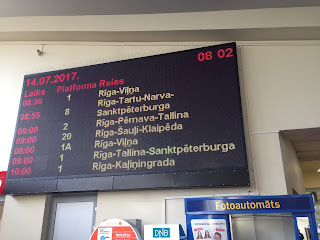 14.07.2017. 08 02
Laiks Platforma Reiss
08:30 1 Rīga-Viļņa
Rīga-Tartu-Narva-
08:55 8 Sanktpēterburga
09:00 2 Rīga-Pērnava-Tallina
09:00 20 Rīga-Šauļi-Klaipēda
09:00 1A Rīga-Viļņa
09:00 1 Rīga-Tallina-Sanktpēterburga
10:00 1 Rīga-Kaļiņingrada
Fotoautomāts
DNB